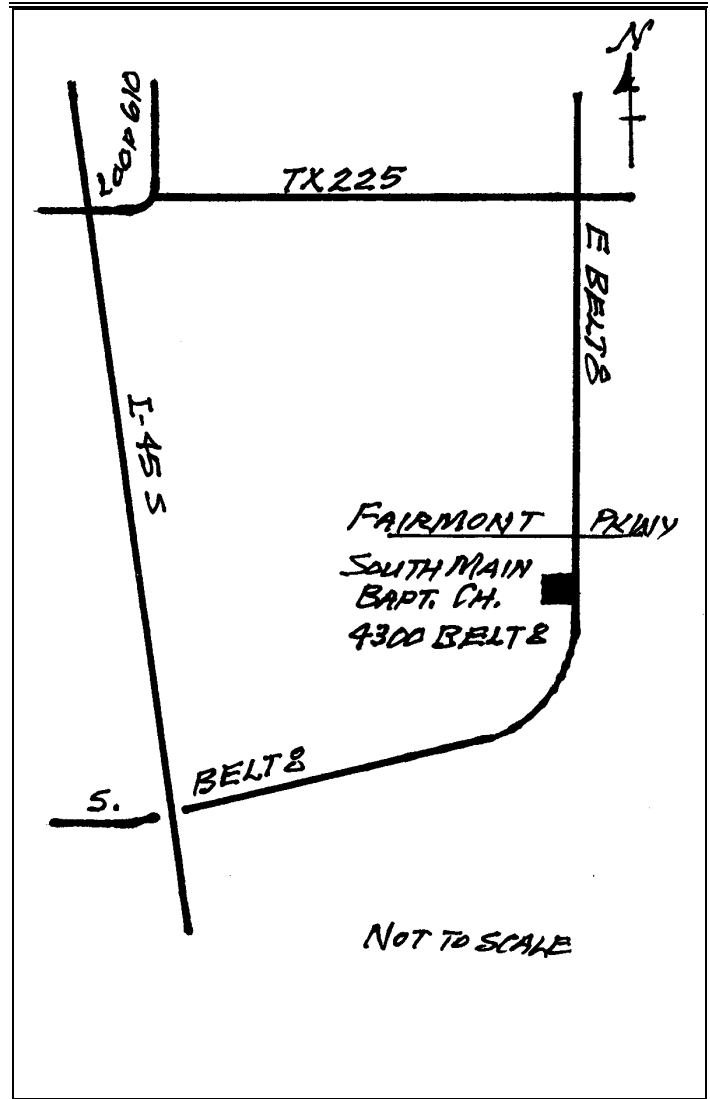 N
LOOP 610
TX 225
E BELT 8
I-45 S
FAIRMONT PKWY
SOUTH MAIN
BAPT. CH.
4300 BELT 8
BELT 8
S.
NOT TO SCALE